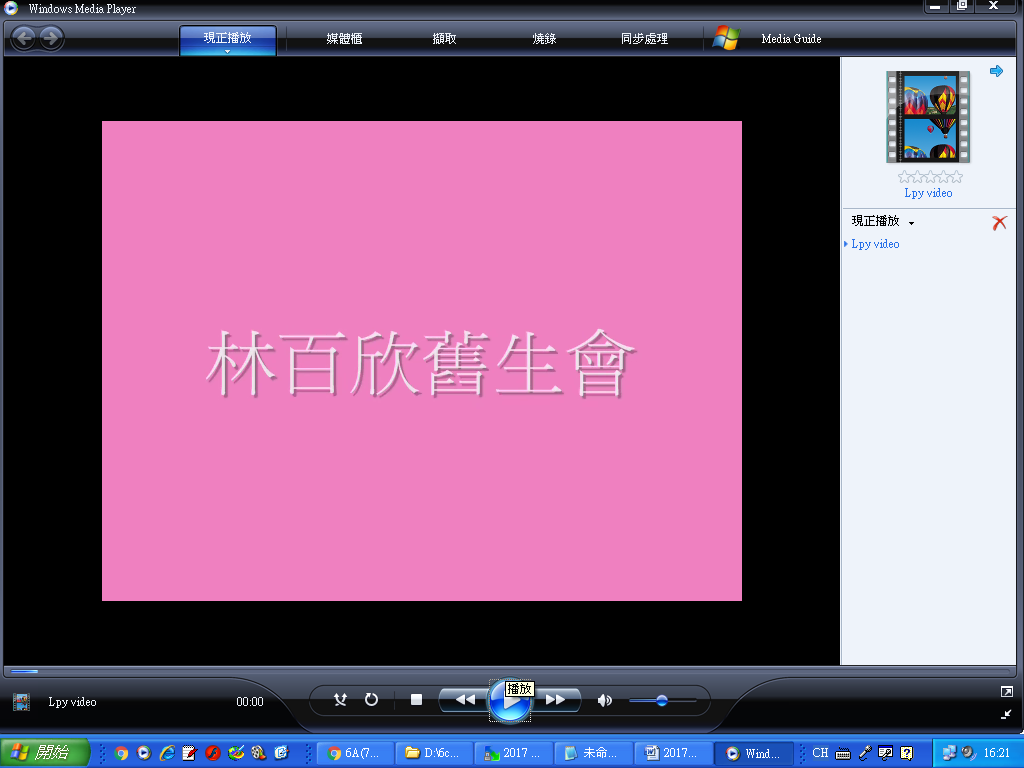 Windows Media Player
現正播放
媒體櫃
擷取
燒錄
同步處理
Media Guide
Lpy video
現正播放
Lpy video
林百欣舊生會
Lpy video
00:00
播放
開始
6A(7...
D:\6c...
2017 ...
未命...
2017...
Wind...
CH
16:21